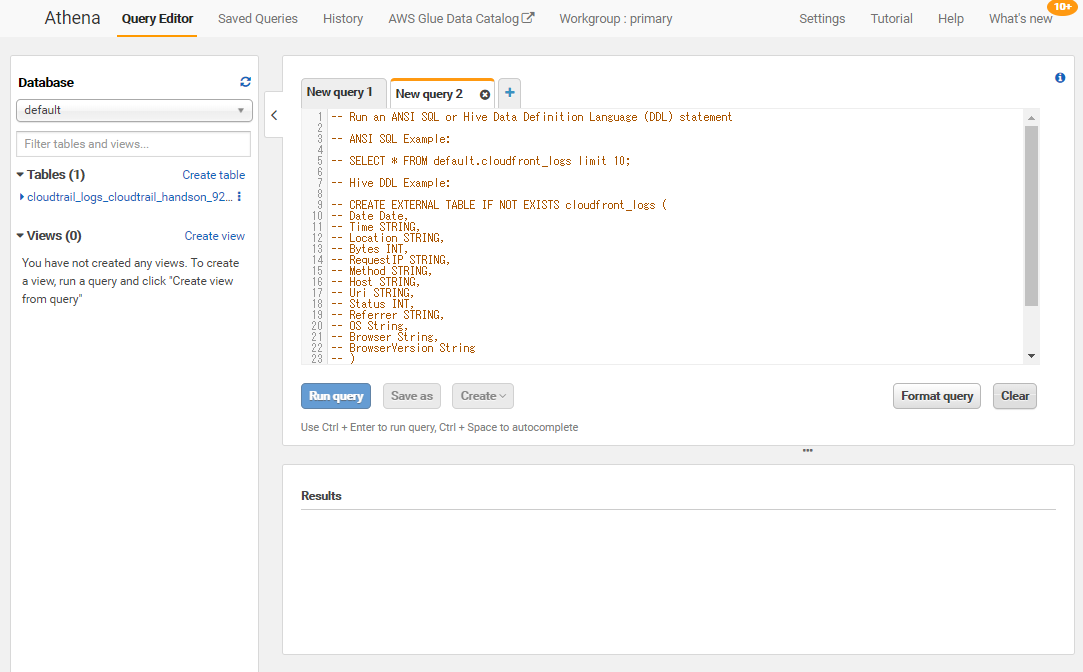 Athena Query Editor Saved Queries History AWS Glue Data Catalog Workgroup : primary Settings Tutorial Help What's new 10+
Database
default
Filter tables and views...
Tables (1) Create table
cloudtrail_logs_cloudtrail_handson_92...
Views (0) Create view
You have not created any views. To create
a view, run a query and click "Create view
from query"
New query 1 New query 2 +
1 -- Run an ANSI SQL or Hive Data Definition Language (DDL) statement
2
3 -- ANSI SQL Example:
4
5 -- SELECT * FROM default.cloudfront_logs limit 10;
6
7 -- Hive DDL Example:
8
9 -- CREATE EXTERNAL TABLE IF NOT EXISTS cloudfront_logs (
10 -- Date Date,
11 -- Time STRING,
12 -- Location STRING,
13 -- Bytes INT,
14 -- RequestIP STRING,
15 -- Method STRING,
16 -- Host STRING,
17 -- Uri STRING,
18 -- Status INT,
19 -- Referrer STRING,
20 -- OS String,
21 -- Browser String,
22 -- BrowserVersion String
23 -- )
Run query Save as Create Format query Clear
Use Ctrl + Enter to run query, Ctrl + Space to autocomplete
Results